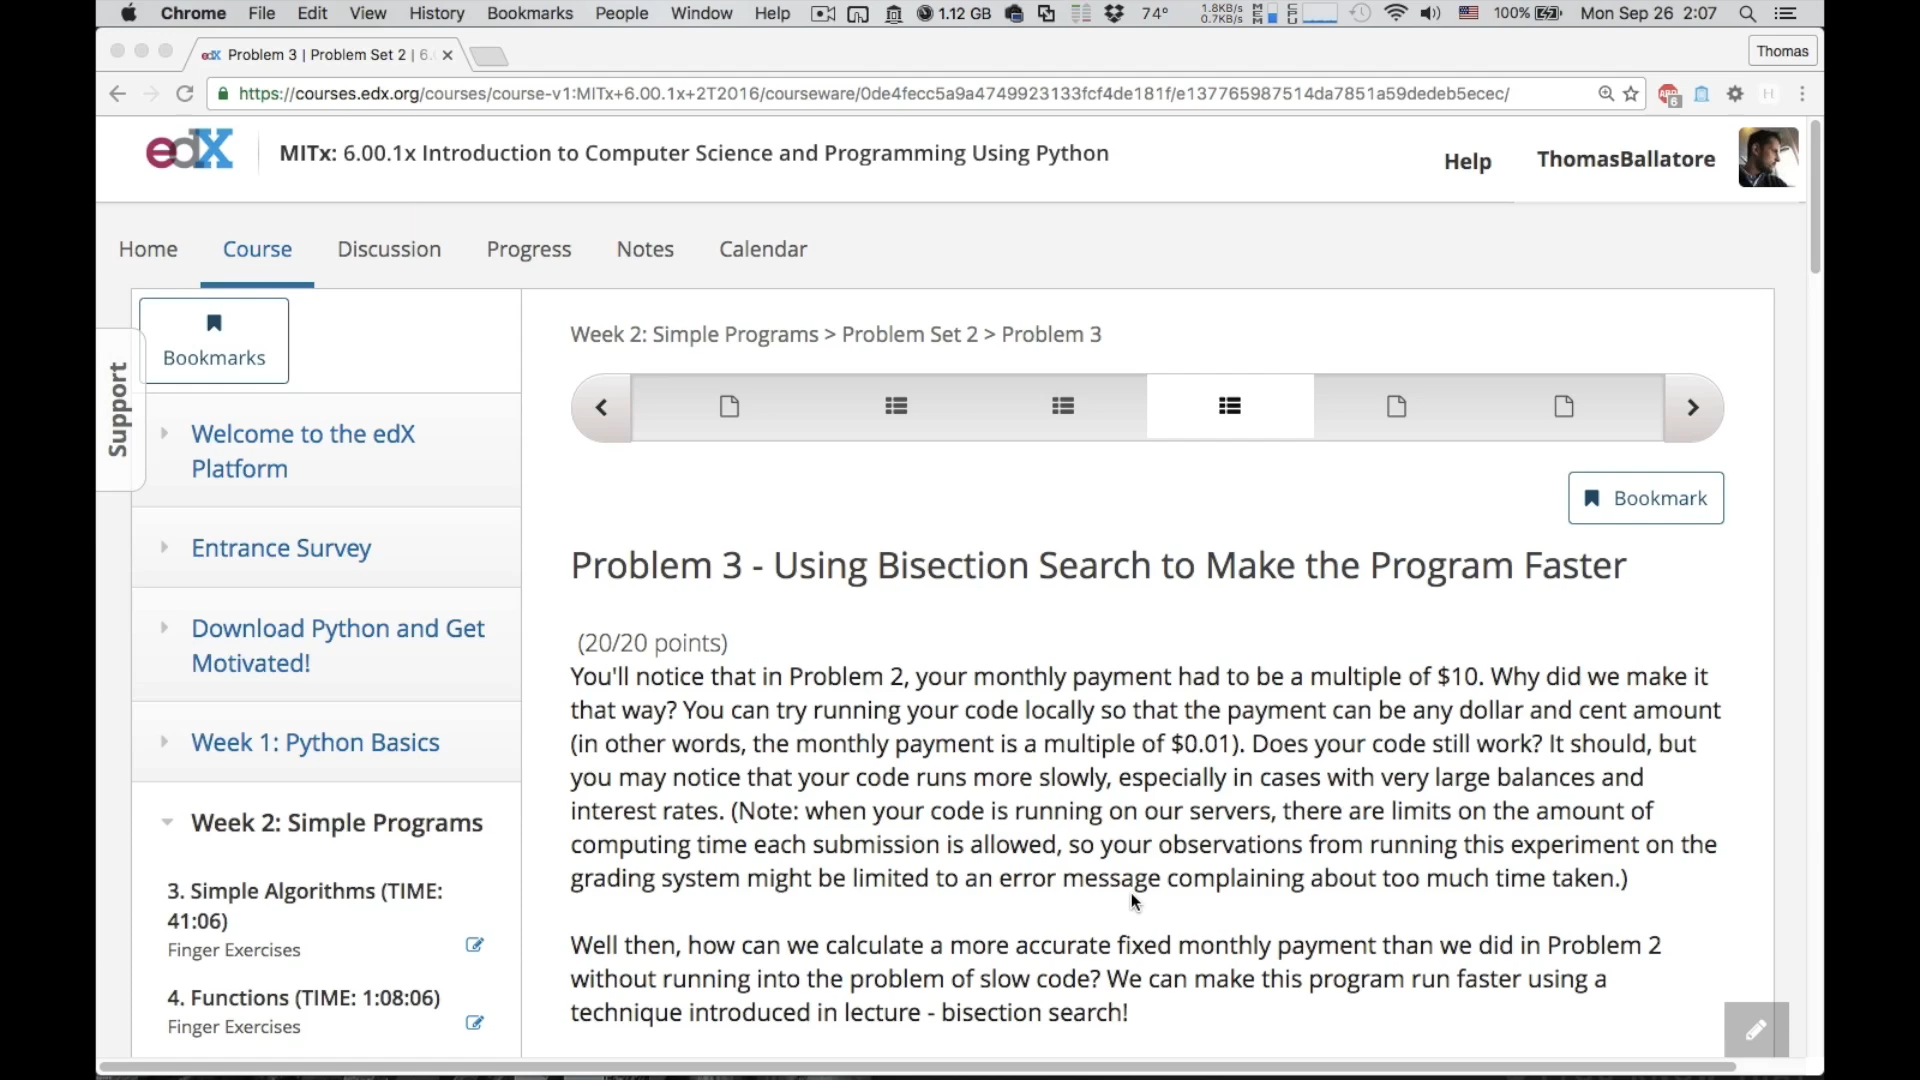 Chrome File Edit View History Bookmarks People Window Help 1.12 GB 74° 1.8KB/s 0.7KB/s MEM CPU 100% Mon Sep 26 2:07
edX Problem 3 | Problem Set 2 | 6. Thomas
https://courses.edx.org/courses/course-v1:MITx+6.00.1x+2T2016/courseware/0de4fecc5a9a4749923133fcf4de181f/e137765987514da7851a59dedeb5ecec/ ABP 6 H
edX MITx: 6.00.1x Introduction to Computer Science and Programming Using Python Help ThomasBallatore
Home Course Discussion Progress Notes Calendar
Bookmarks
Support
Welcome to the edX
Platform
Entrance Survey
Download Python and Get
Motivated!
Week 1: Python Basics
Week 2: Simple Programs
3. Simple Algorithms (TIME:
41:06)
Finger Exercises
4. Functions (TIME: 1:08:06)
Finger Exercises
Week 2: Simple Programs > Problem Set 2 > Problem 3
Bookmark
Problem 3 - Using Bisection Search to Make the Program Faster
(20/20 points)
You'll notice that in Problem 2, your monthly payment had to be a multiple of $10. Why did we make it
that way? You can try running your code locally so that the payment can be any dollar and cent amount
(in other words, the monthly payment is a multiple of $0.01). Does your code still work? It should, but
you may notice that your code runs more slowly, especially in cases with very large balances and
interest rates. (Note: when your code is running on our servers, there are limits on the amount of
computing time each submission is allowed, so your observations from running this experiment on the
grading system might be limited to an error message complaining about too much time taken.)
Well then, how can we calculate a more accurate fixed monthly payment than we did in Problem 2
without running into the problem of slow code? We can make this program run faster using a
technique introduced in lecture - bisection search!